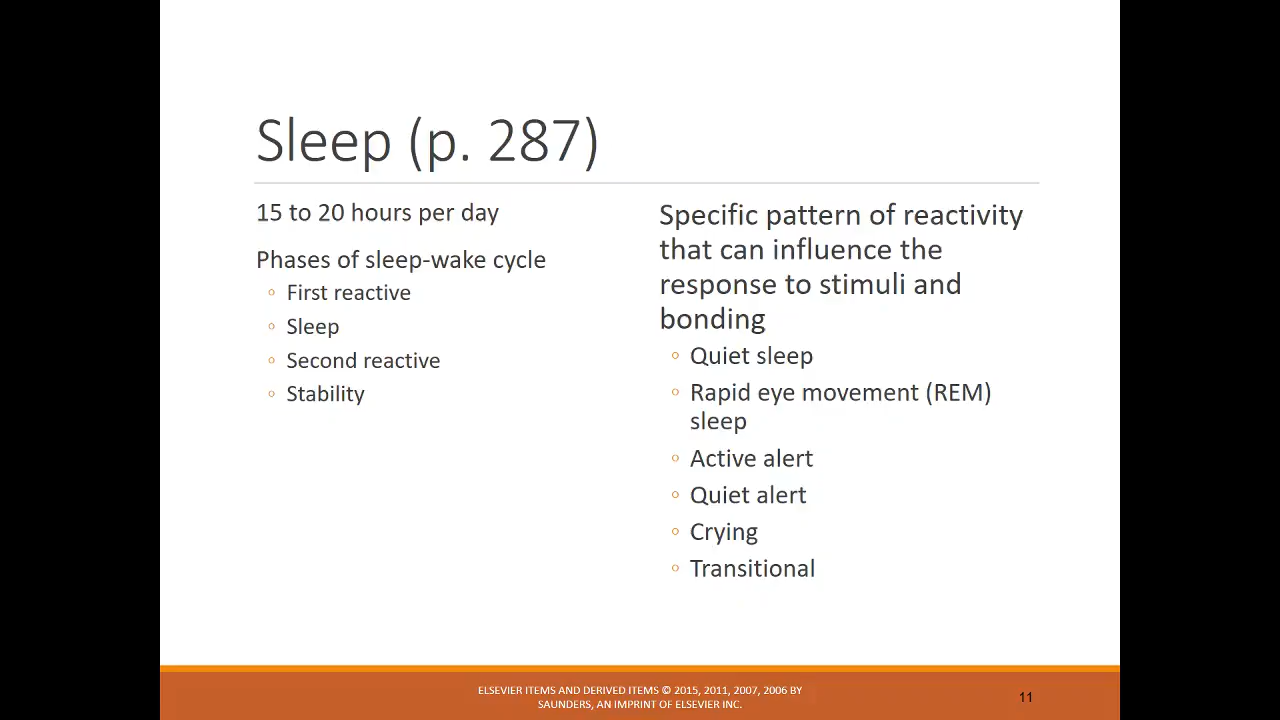 Sleep (p. 287)
15 to 20 hours per day
Phases of sleep-wake cycle
◦ First reactive
◦ Sleep
◦ Second reactive
◦ Stability
Specific pattern of reactivity
that can influence the
response to stimuli and
bonding
◦ Quiet sleep
◦ Rapid eye movement (REM)
sleep
◦ Active alert
◦ Quiet alert
◦ Crying
◦ Transitional
ELSEVIER ITEMS AND DERIVED ITEMS © 2015, 2011, 2007, 2006 BY
SAUNDERS, AN IMPRINT OF ELSEVIER INC.
11